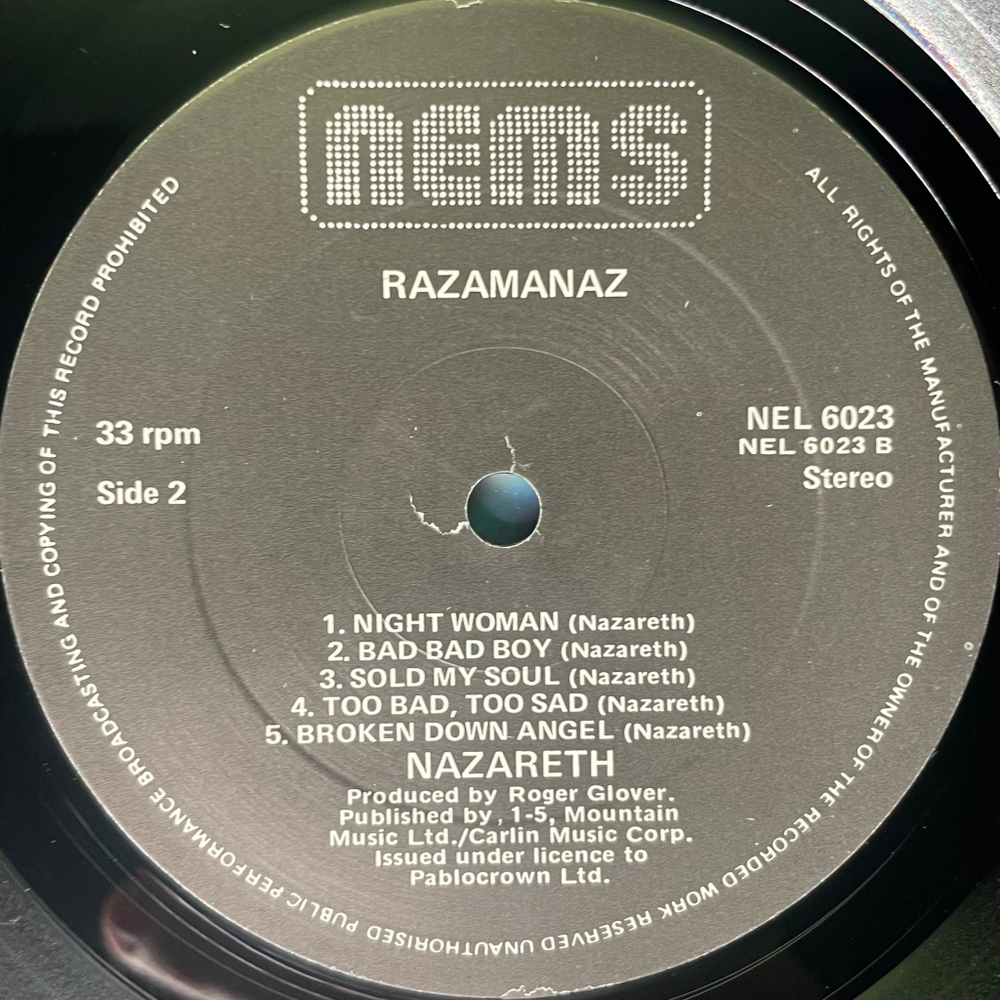 nems
RAZAMANAZ
33 rpm
Side 2
NEL 6023
NEL 6023 B
Stereo
1. NIGHT WOMAN (Nazareth)
2. BAD BAD BOY (Nazareth)
3. SOLD MY SOUL (Nazareth)
4. TOO BAD, TOO SAD (Nazareth)
5. BROKEN DOWN ANGEL (Nazareth)
NAZARETH
Produced by Roger Glover.
Published by, 1-5, Mountain
Music Ltd./Carlin Music Corp.
Issued under licence to
Pablocrown Ltd.
ALL RIGHTS OF THE MANUFACTURER AND OF THE OWNER OF THE RECORDED WORK RESERVED UNAUTHORISED PUBLIC PERFORMANCE BROADCASTING AND COPYING OF THIS RECORD PROHIBITED